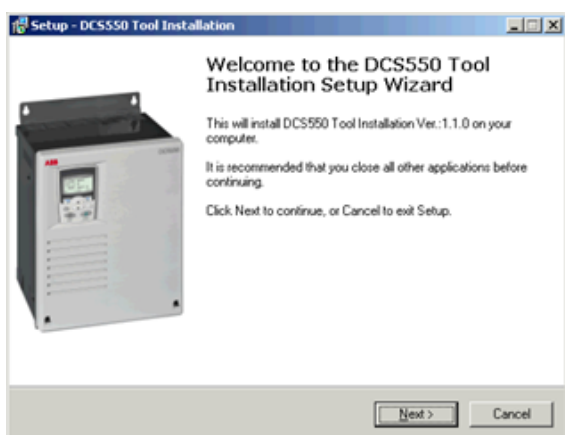 Setup - DCS550 Tool Installation
Welcome to the DCS550 Tool
Installation Setup Wizard
This will install DCS550 Tool Installation Ver.:1.1.0 on your
computer.
It is recommended that you close all other applications before
continuing.
Click Next to continue, or Cancel to exit Setup.
ABB
Next >
Cancel